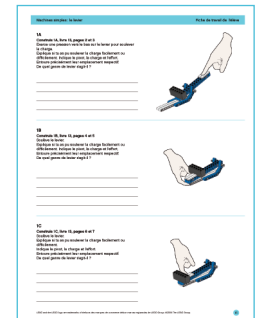 Machines simples : le levier
Fiche de travail de l'élève
1A
Construis 1A, livre 13, pages 2 et 3
Exerce une pression vers le bas sur le levier pour soulever
la charge
Explique si tu as pu soulever la charge facilement ou
difficilement. Indique le pivot, la charge et l'effort.
Entoure précisément leur emplacement respectif
De quel genre de levier s'agit-il ?
1B
Construis 1B, livre 13, pages 4 et 5
Soulève le levier.
Explique si tu as pu soulever la charge facilement ou
difficilement. Indique le pivot, la charge et l'effort.
Entoure précisément leur emplacement respectif
De quel genre de levier s'agit-il ?
1C
Construis 1C, livre 13, pages 6 et 7
Soulève le levier.
Explique si tu as pu soulever la charge facilement ou
difficilement.
Indique le pivot, la charge et l'effort.
Entoure précisément leur emplacement respectif
De quel genre de levier s'agit-il ?